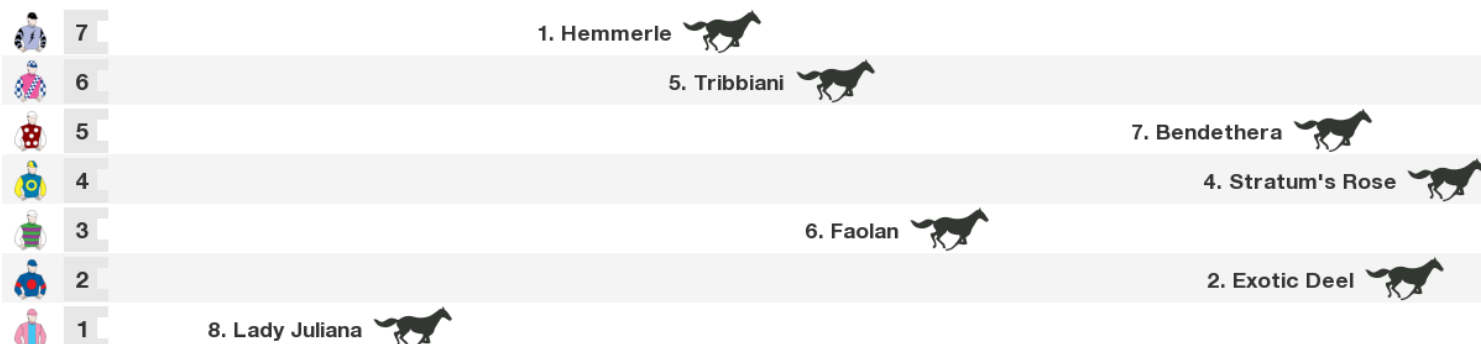 7 1. Hemmerle
6 5. Tribbiani
5 7. Bendethera
4 4. Stratum's Rose
3 6. Faolan
2 2. Exotic Deel
1 8. Lady Juliana